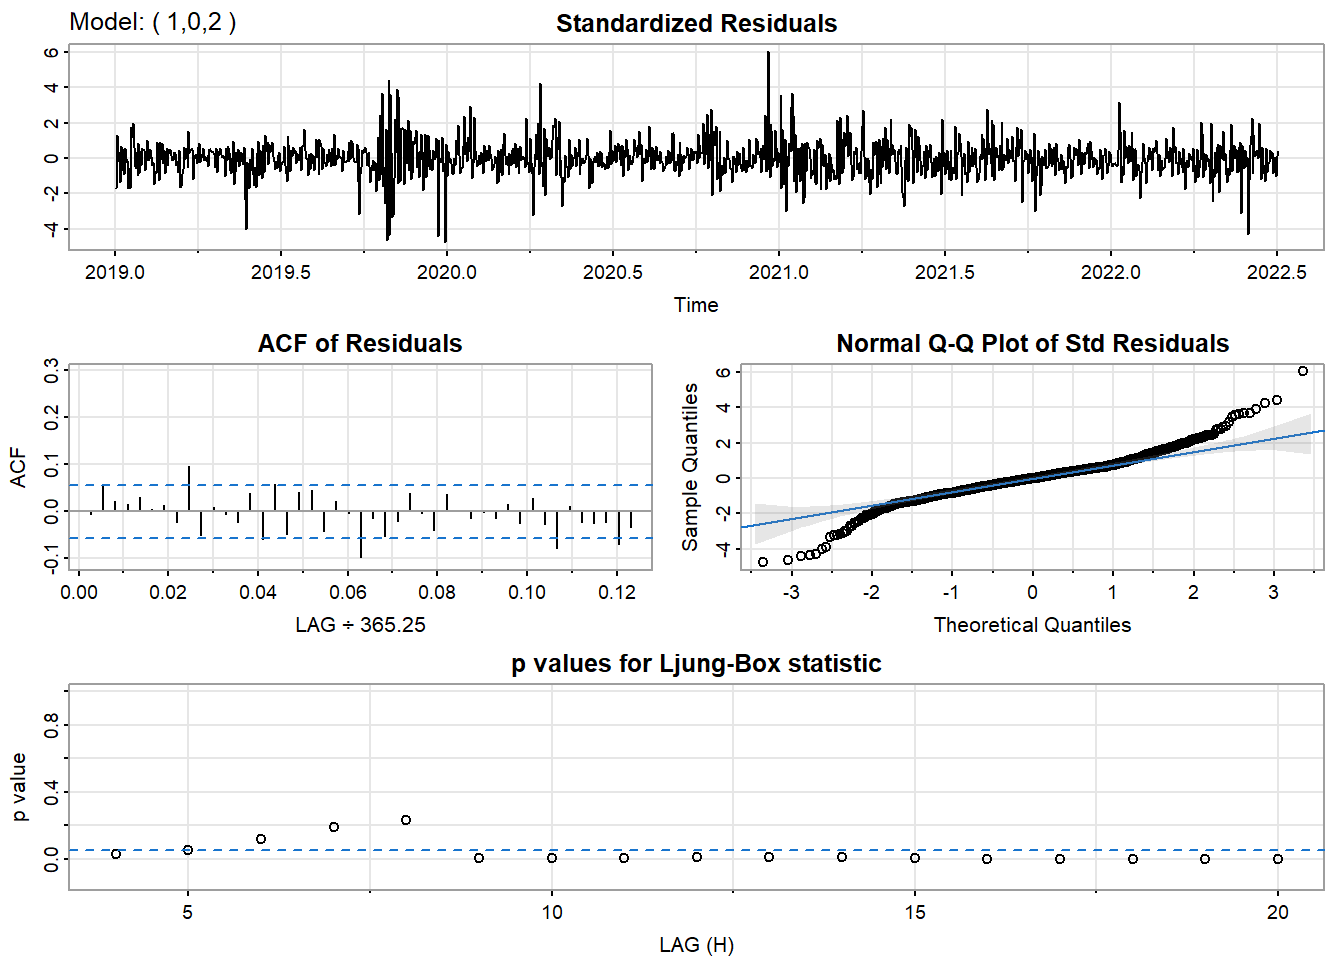 Model: ( 1,0,2 )
Standardized Residuals
6
4
2
0
-2
-4
2019.0 2019.5 2020.0 2020.5 2021.0 2021.5 2022.0 2022.5
Time
ACF of Residuals
ACF
0.3
0.2
0.1
0.0
-0.1
0.00 0.02 0.04 0.06 0.08 0.10 0.12
LAG ÷ 365.25
Normal Q-Q Plot of Std Residuals
Sample Quantiles
6
4
2
0
-2
-4
-3 -2 -1 0 1 2 3
Theoretical Quantiles
p values for Ljung-Box statistic
p value
0.8
0.4
0.0
5 10 15 20
LAG (H)